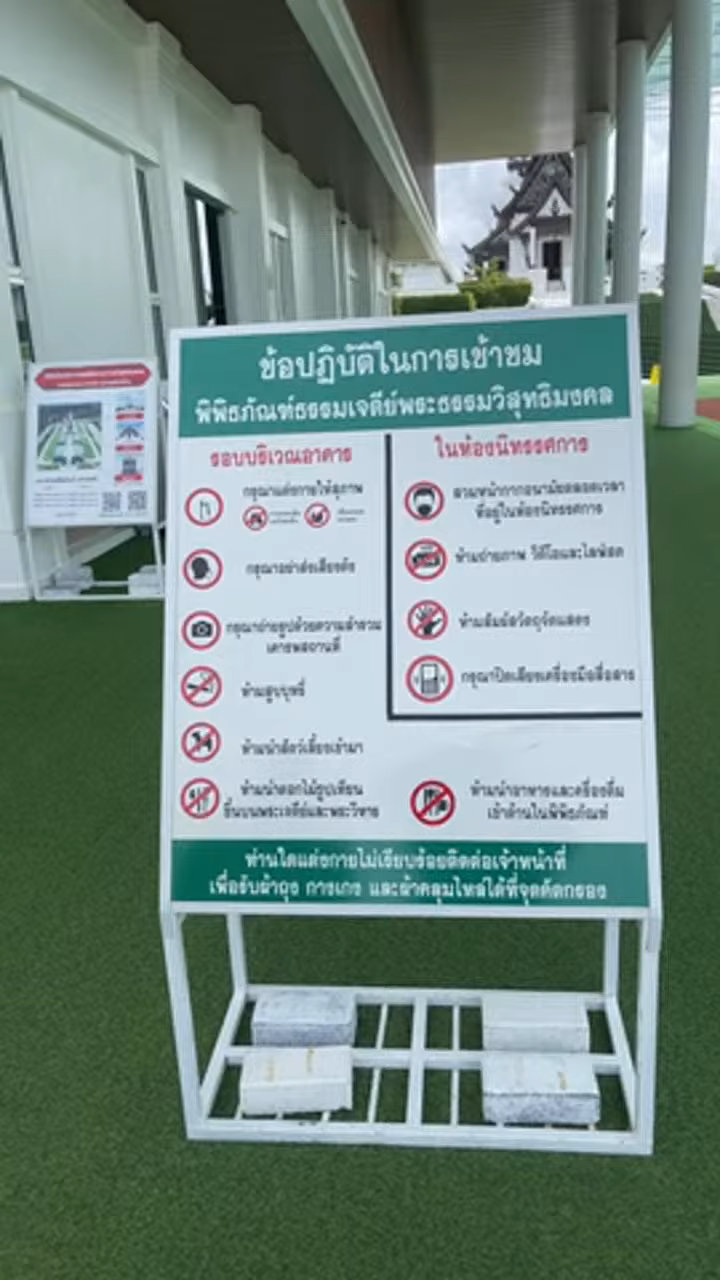 ข้อปฏิบัติในการเข้าชม
พิพิธภัณฑ์ธรรมเจดีย์พระธรรมวิสุทธิมงคล
รอบบริเวณอาคาร
กรุณาแต่งกายให้สุภาพ
กรุณาอย่าส่งเสียงดัง
กรุณาถ่ายรูปด้วยความสำรวม
เคารพสถานที่
ห้ามสูบบุหรี่
ห้ามนำสัตว์เลี้ยงเข้ามา
ห้ามนำดอกไม้ธูปเทียน
ขึ้นบนพระเจดีย์และพระวิหาร
ในห้องนิทรรศการ
สวมหน้ากากอนามัยตลอดเวลา
ที่อยู่ในห้องนิทรรศการ
ห้ามถ่ายภาพ วีดีโอและไลฟ์สด
ห้ามสัมผัสวัตถุจัดแสดง
กรุณาปิดเสียงเครื่องมือสื่อสาร
ห้ามนำอาหารและเครื่องดื่ม
เข้าด้านในพิพิธภัณฑ์
ท่านใดแต่งกายไม่เรียบร้อยติดต่อเจ้าหน้าที่
เพื่อรับผ้าถุง กางเกง และผ้าคลุมไหล่ได้ที่จุดคัดกรอง